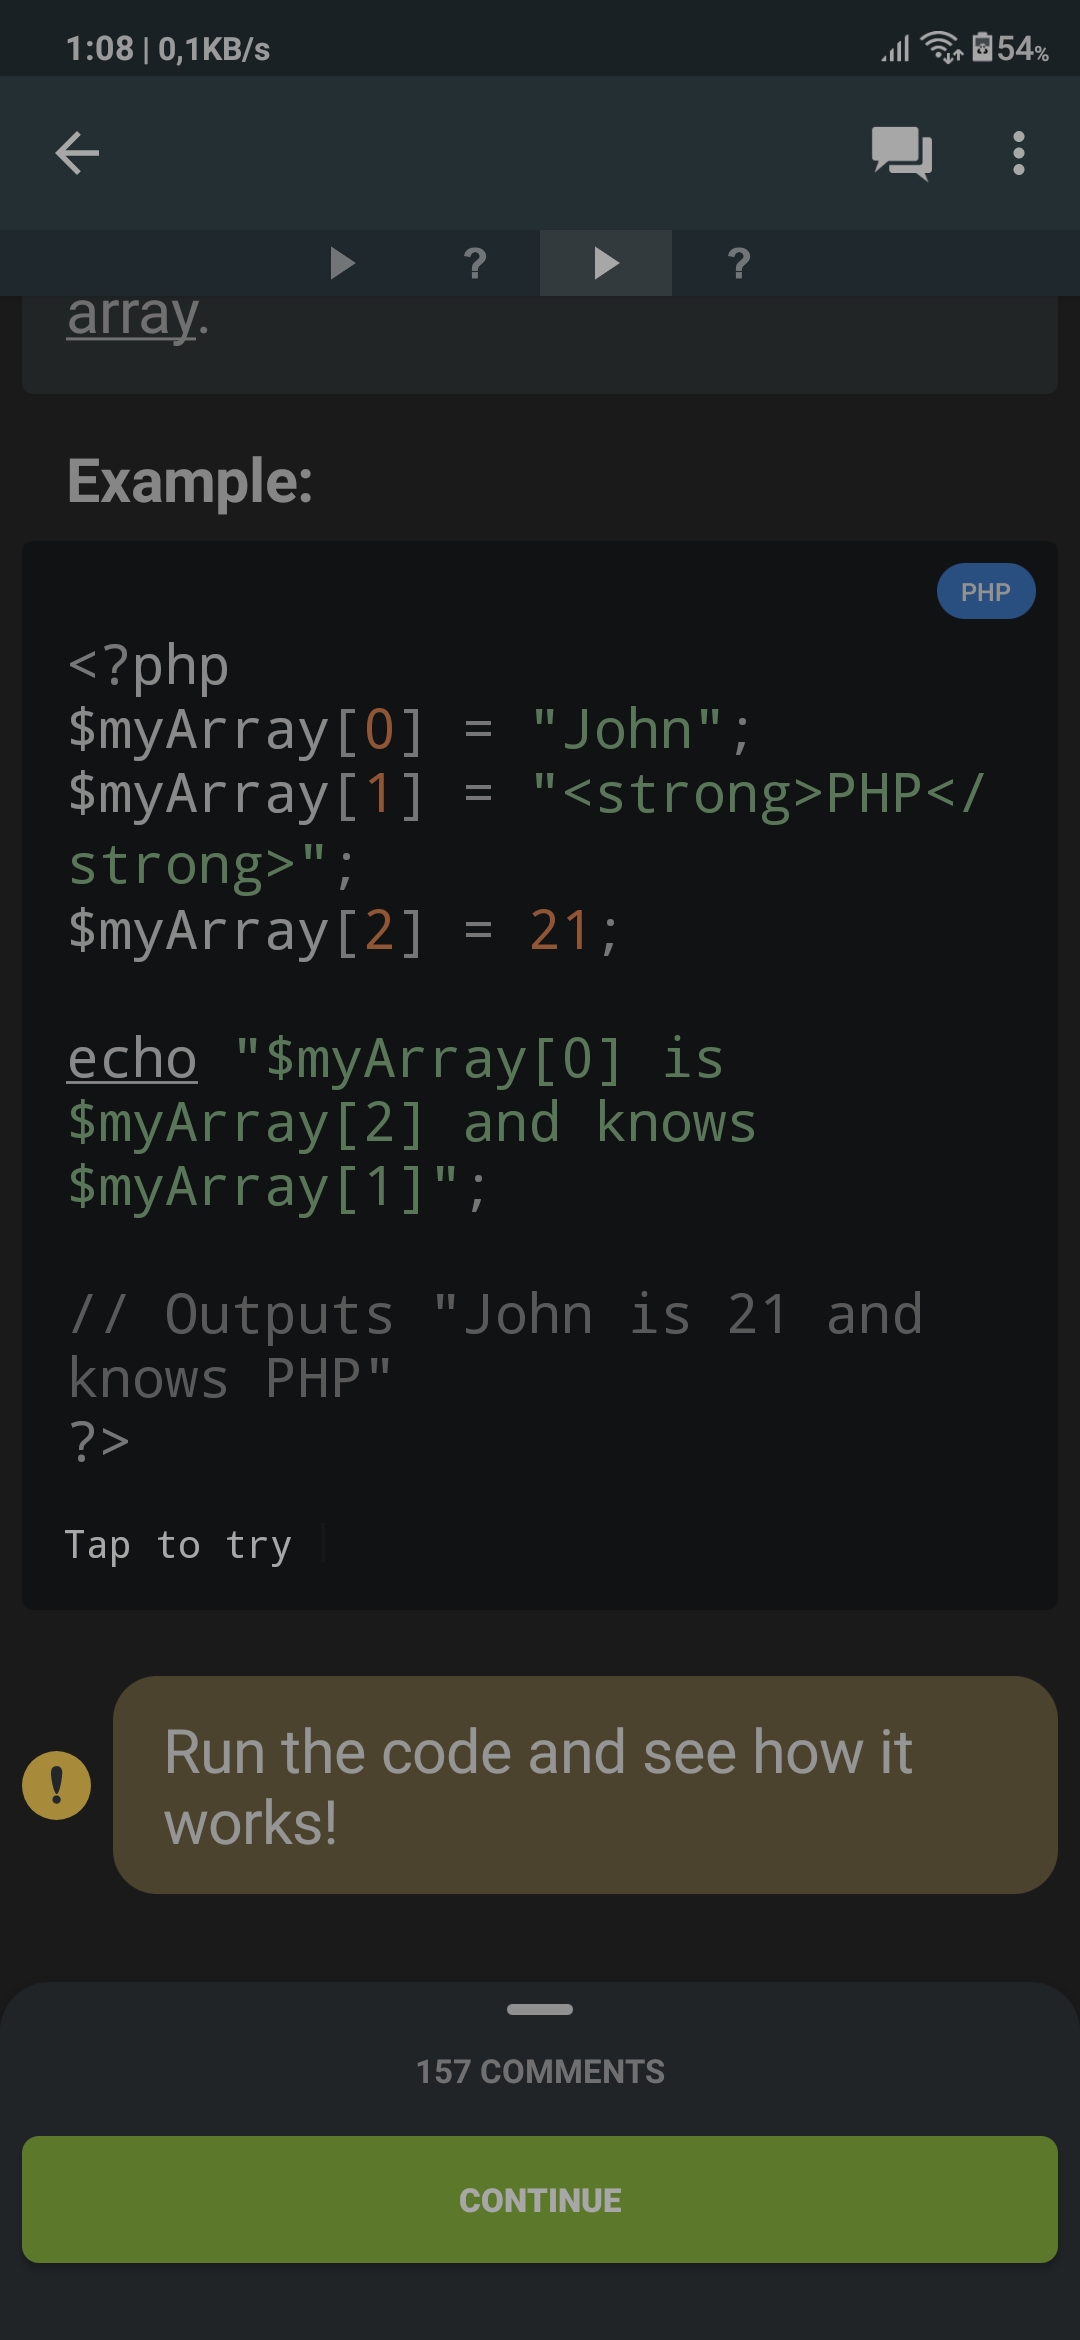 1:08 | 0,1KB/s 54%
? ?
array.
Example:
PHP
<?php
$myArray[0] = "John";
$myArray[1] = "<strong>PHP</
strong>";
$myArray[2] = 21;
echo "$myArray[0] is
$myArray[2] and knows
$myArray[1]";
// Outputs "John is 21 and
knows PHP"
?>
Tap to try
Run the code and see how it
works!
157 COMMENTS
CONTINUE